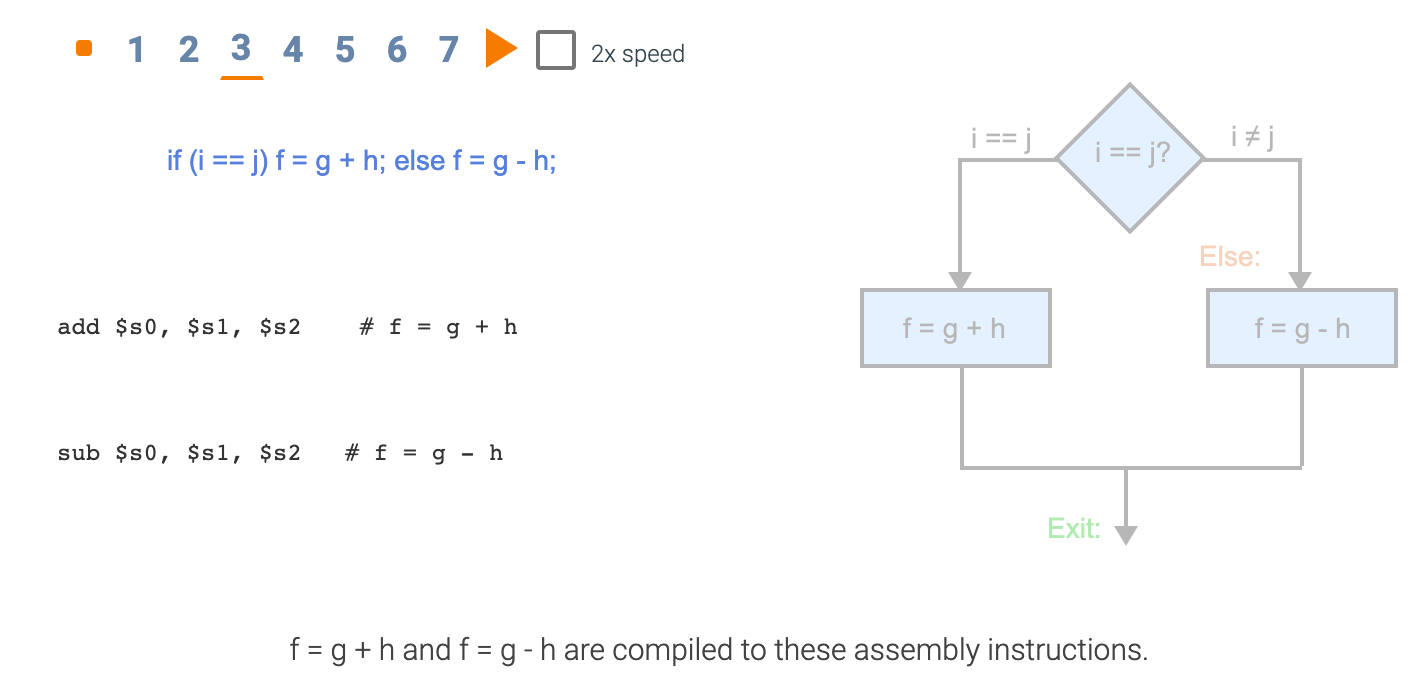 1 2 3 4 5 6 7 2x speed
if (i == j) f = g + h; else f = g - h;
i == j
i == j?
i ≠ j
Else:
f = g + h
f = g - h
add $s0, $s1, $s2 # f = g + h
sub $s0, $s1, $s2 # f = g - h
Exit:
f = g + h and f = g - h are compiled to these assembly instructions.